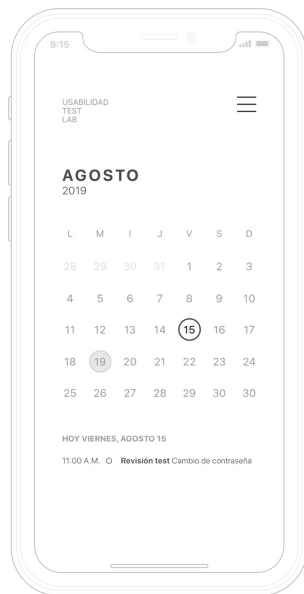 8:15
USABILIDAD
TEST
LAB
AGOSTO
2019
L M I J V S D
28 29 30 31 1 2 3
4 5 6 7 8 9 10
11 12 13 14 15 16 17
18 19 20 21 22 23 24
25 26 27 28 29 30 30
HOY VIERNES, AGOSTO 15
11:00 A.M. Revisión test Cambio de contraseña